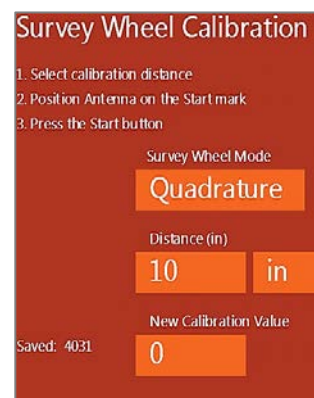 Survey Wheel Calibration
1. Select calibration distance
2. Position Antenna on the Start mark
3. Press the Start button
Survey Wheel Mode
Quadrature
Distance (in)
10 in
New Calibration Value
Saved: 4031 0